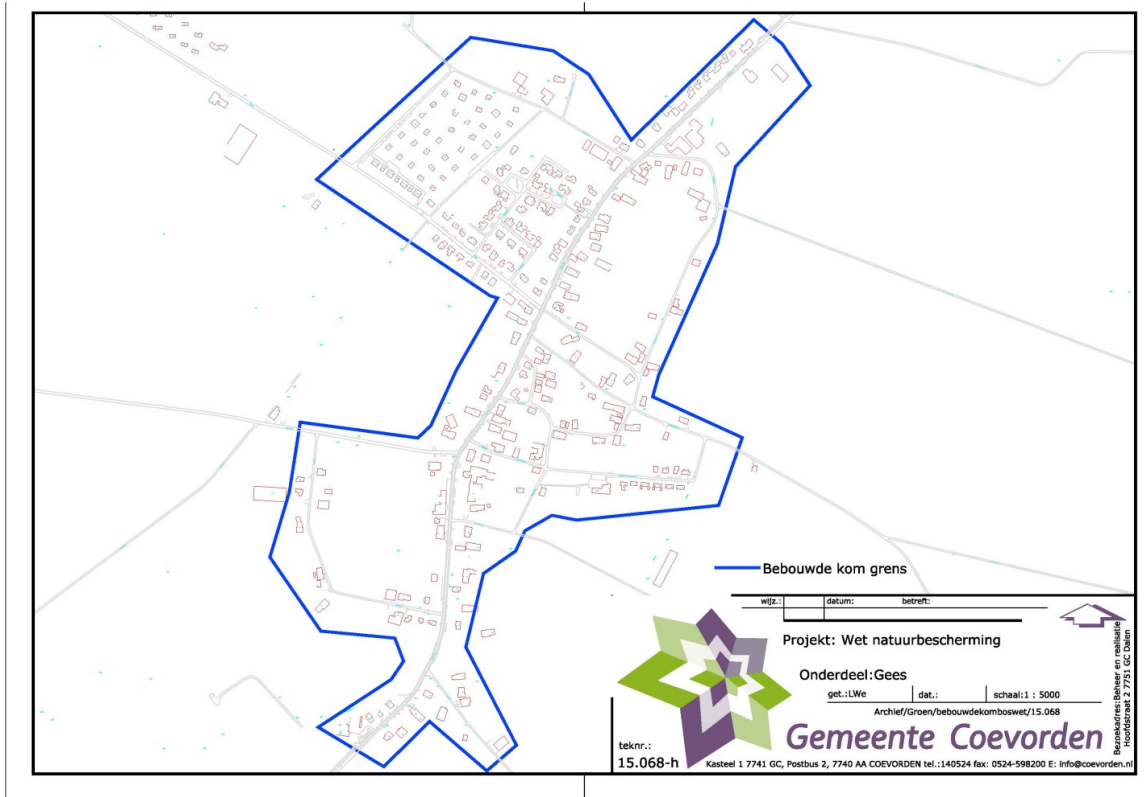 Bebouwde kom grens
wijz.: datum: betreft:
Projekt: Wet natuurbescherming
Onderdeel:Gees
get.:LWe dat.: schaal:1 : 5000
Archief/Groen/bebouwdekomboswet/15.068
Gemeente Coevorden
teknr.:
15.068-h
Kasteel 1 7741 GC, Postbus 2, 7740 AA COEVORDEN tel.:140524 fax: 0524-598200 E: info@coevorden.nl
Bezoekadres:Beheer en realisatie
Hoofdstraat 2 7751 GC Dalen